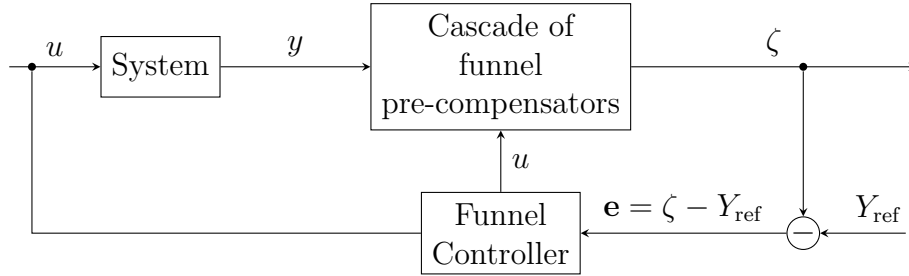 u
System
y
Cascade of
funnel
pre-compensators
ζ
u
Funnel
Controller
e = ζ − Y_ref
−
Y_ref